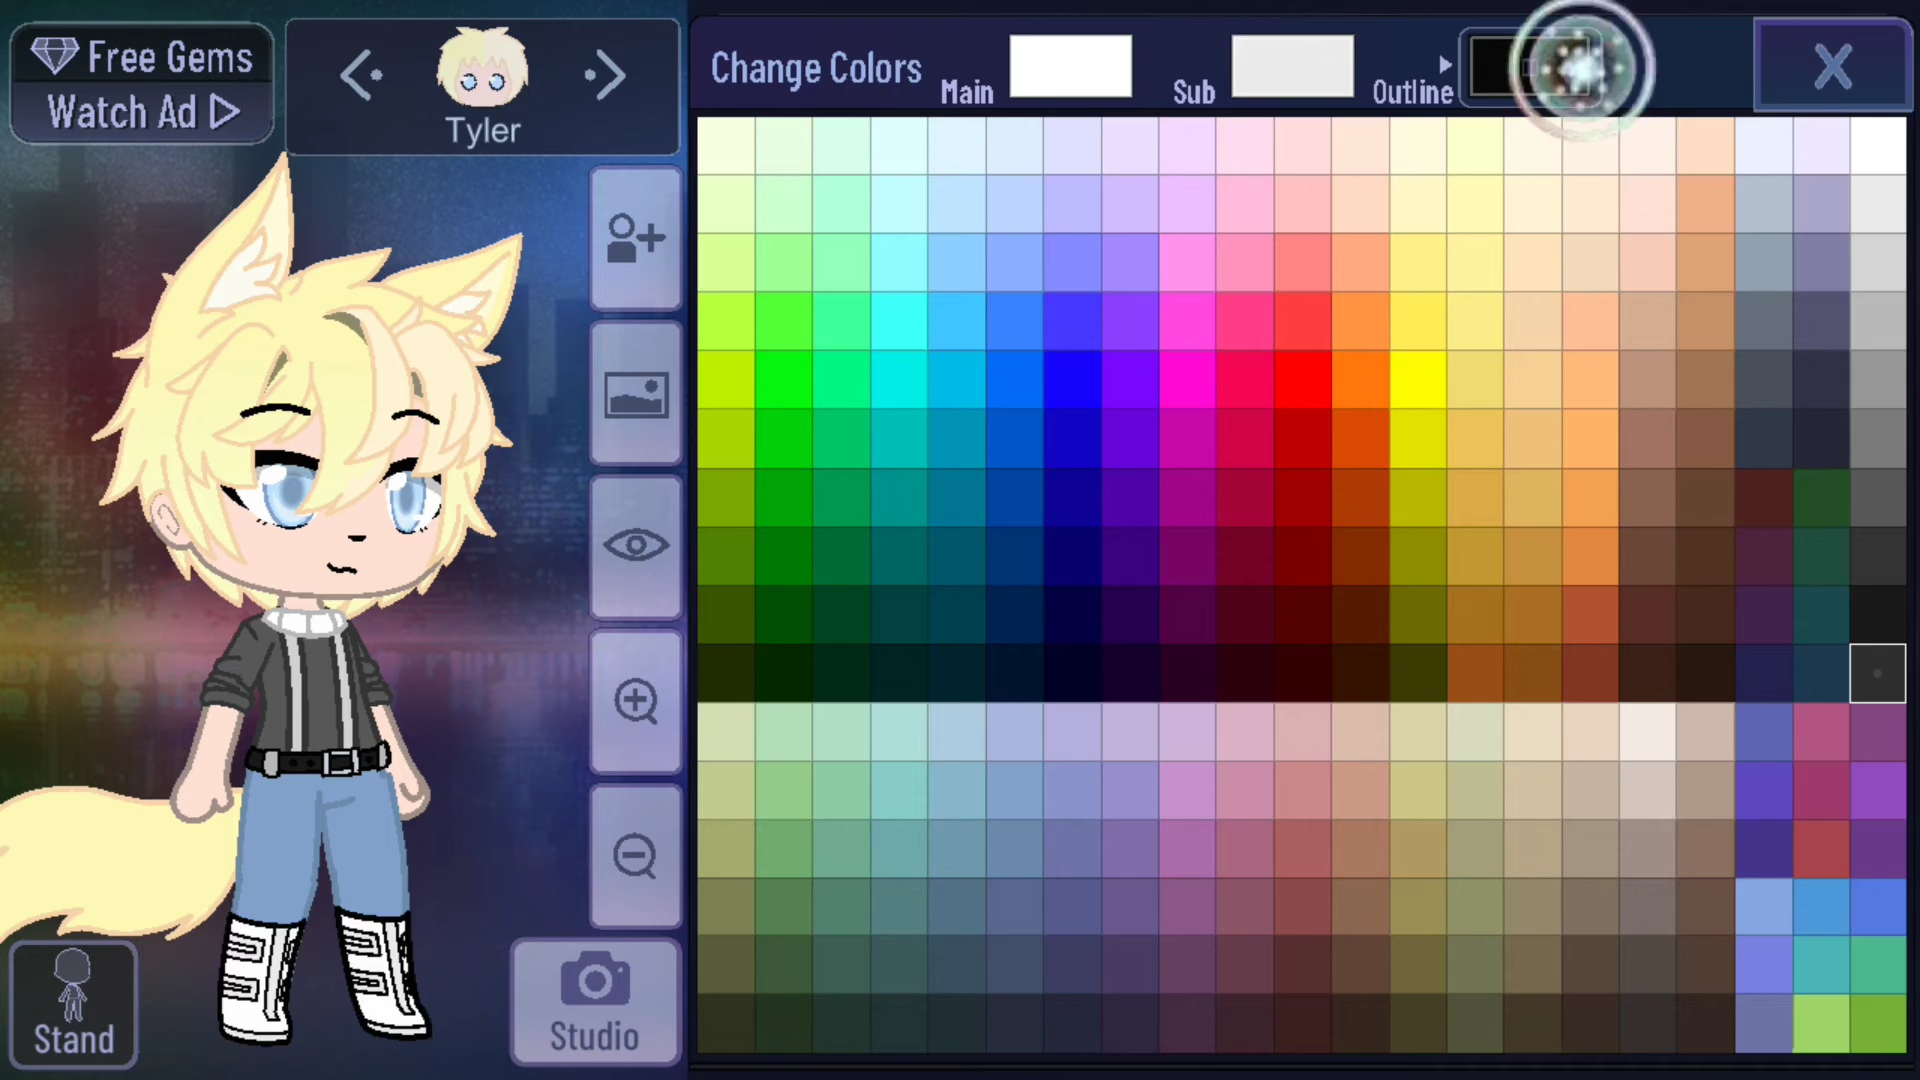 Free Gems
Watch Ad
Tyler
Change Colors
Main
Sub
Outline
X
Stand
Studio